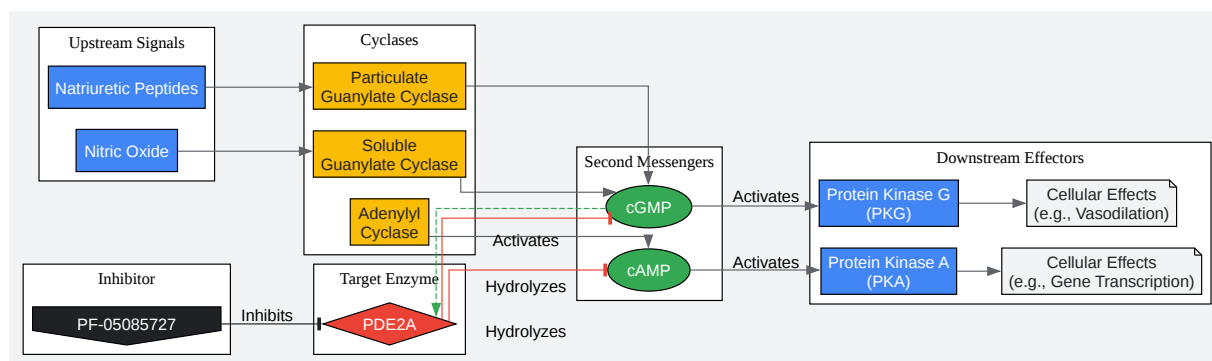 Upstream Signals
Natriuretic Peptides
Nitric Oxide
Cyclases
Particulate
Guanylate Cyclase
Soluble
Guanylate Cyclase
Adenylyl
Cyclase
Second Messengers
cGMP
cAMP
Downstream Effectors
Activates
Protein Kinase G
(PKG)
Cellular Effects
(e.g., Vasodilation)
Activates
Protein Kinase A
(PKA)
Cellular Effects
(e.g., Gene Transcription)
Inhibitor
PF-05085727
Inhibits
Target Enzyme
PDE2A
Activates
Hydrolyzes
Hydrolyzes